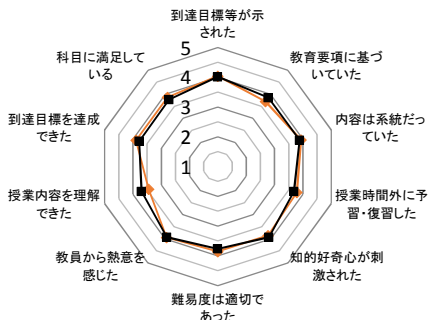 到達目標等が示
された
教育要項に基づ
いていた
内容は系統だっ
ていた
授業時間外に予
習・復習した
知的好奇心が刺
激された
難易度は適切で
あった
教員から熱意を
感じた
授業内容を理解
できた
到達目標を達成
できた
科目に満足して
いる
5
4
3
2
1